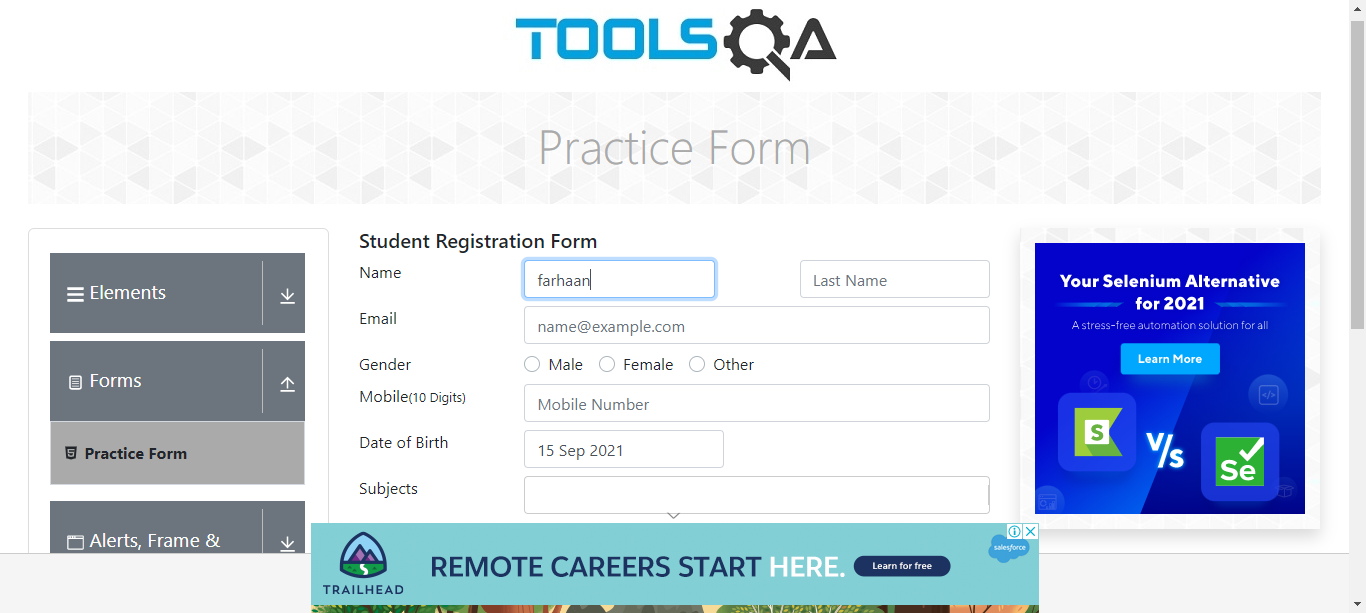 TOOLSQA
Practice Form
Elements
Forms
Practice Form
Alerts, Frame &
Student Registration Form
Name
farhaan
Last Name
Email
name@example.com
Gender
Male
Female
Other
Mobile(10 Digits)
Mobile Number
Date of Birth
15 Sep 2021
Subjects
Your Selenium Alternative
for 2021
A stress-free automation solution for all
Learn More
S
V/s
Se
TRAILHEAD
REMOTE CAREERS START HERE.
Learn for free
salesforce